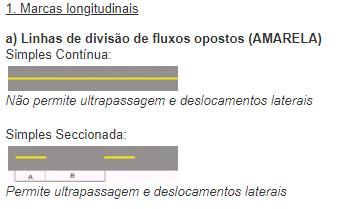 1. Marcas longitudinais
a) Linhas de divisão de fluxos opostos (AMARELA)
Simples Contínua:
Não permite ultrapassagem e deslocamentos laterais
Simples Seccionada:
A B
Permite ultrapassagem e deslocamentos laterais